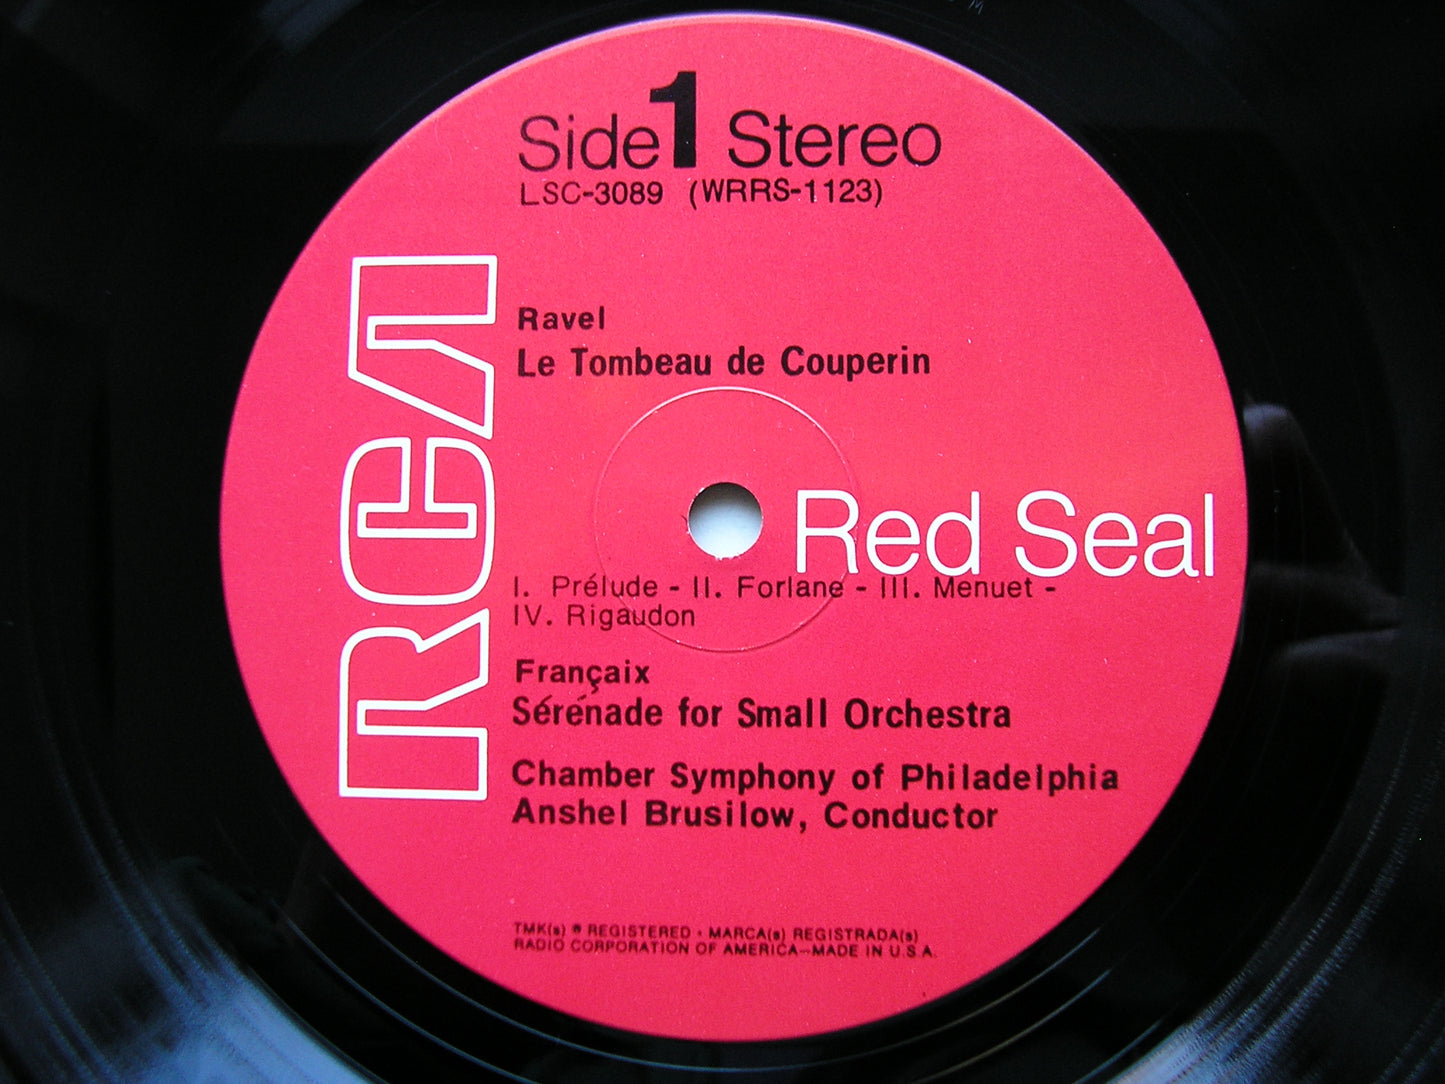 Side 1 Stereo
LSC-3089 (WRRS-1123)
RCA
Ravel
Le Tombeau de Couperin
Red Seal
I. Prélude - II. Forlane - III. Menuet -
IV. Rigaudon
Françaix
Sérénade for Small Orchestra
Chamber Symphony of Philadelphia
Anshel Brusilow, Conductor
TMK(s) ® REGISTERED • MARCA(s) REGISTRADA(s)
RADIO CORPORATION OF AMERICA—MADE IN U.S.A.